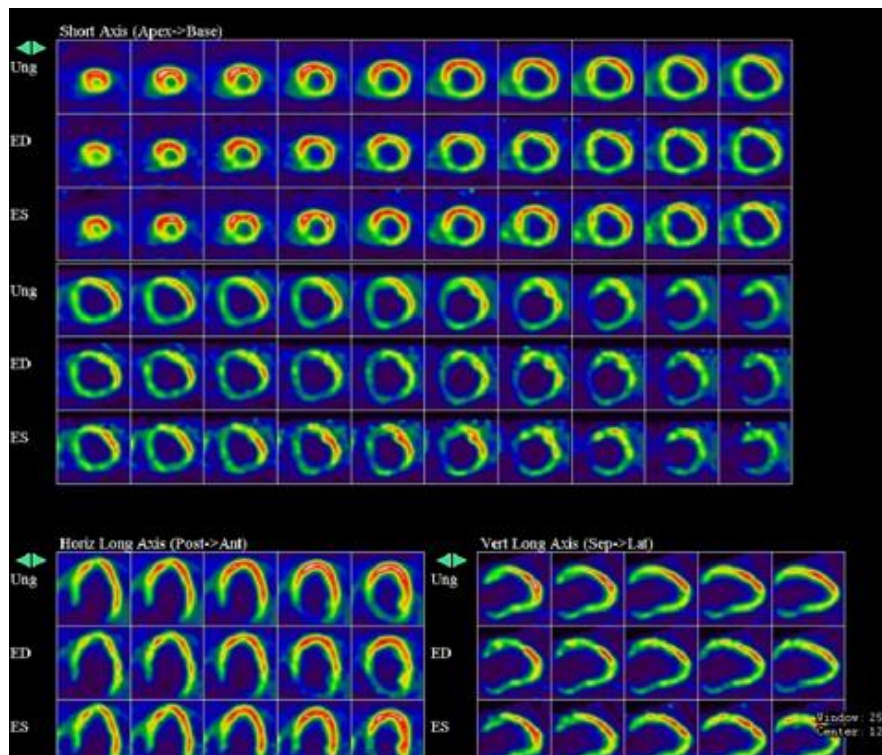 Short Axis (Apex->Base)
Ung
ED
ES
Ung
ED
ES
Horiz Long Axis (Post->Ant)
Vert Long Axis (Sep->Lat)
Ung
Ung
ED
ED
ES
ES
Window: 25
Center: 12